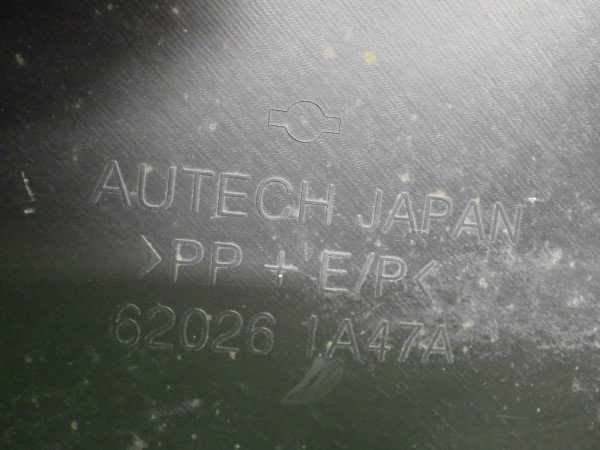 AUTECH JAPAN
>PP + E/P<
62026 1A47A